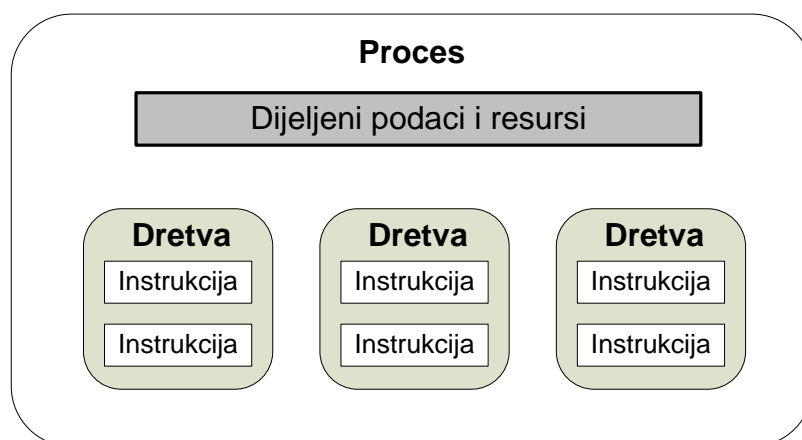 Proces
Dijeljeni podaci i resursi
Dretva
Instrukcija
Instrukcija
Dretva
Instrukcija
Instrukcija
Dretva
Instrukcija
Instrukcija